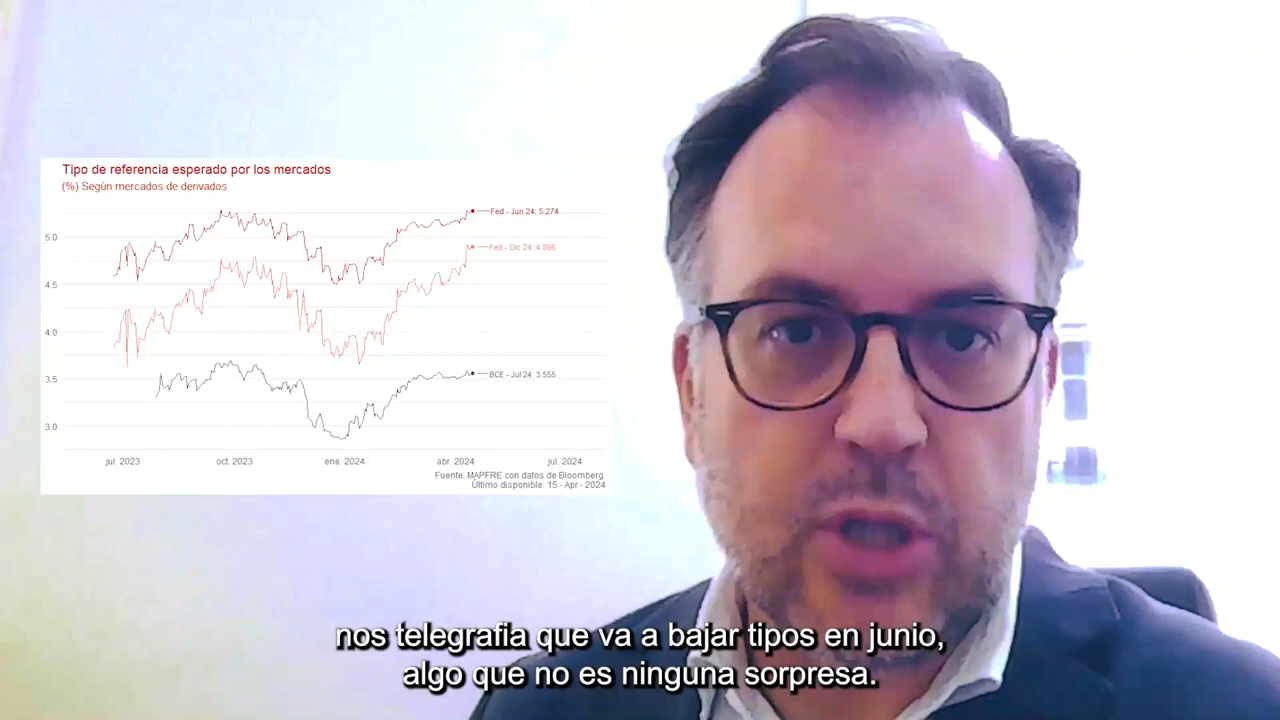 Tipo de referencia esperado por los mercados
(%) Según mercados de derivados
Fed - Jun 24: 5.274
5.0
Fed - Dic 24: 4.896
4.5
4.0
3.5
BCE - Jul 24: 3.555
3.0
jul. 2023
oct. 2023
ene. 2024
abr. 2024
jul. 2024
Fuente: MAPFRE con datos de Bloomberg.
Último disponible: 15 - Apr - 2024
nos telegrafia que va a bajar tipos en junio,
algo que no es ninguna sorpresa.